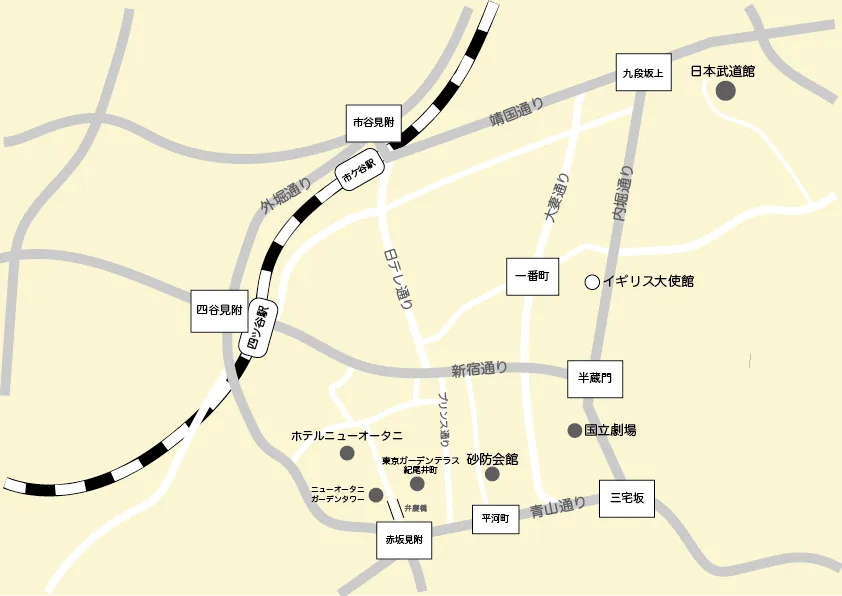 九段坂上
日本武道館
靖国通り
市谷見附
市ケ谷駅
外堀通り
大妻通り
内堀通り
日テレ通り
一番町
イギリス大使館
四谷見附
四ツ谷駅
新宿通り
半蔵門
プリンス通り
国立劇場
ホテルニューオータニ
東京ガーデンテラス
紀尾井町
砂防会館
ニューオータニ
ガーデンタワー
弁慶橋
平河町
青山通り
三宅坂
赤坂見附